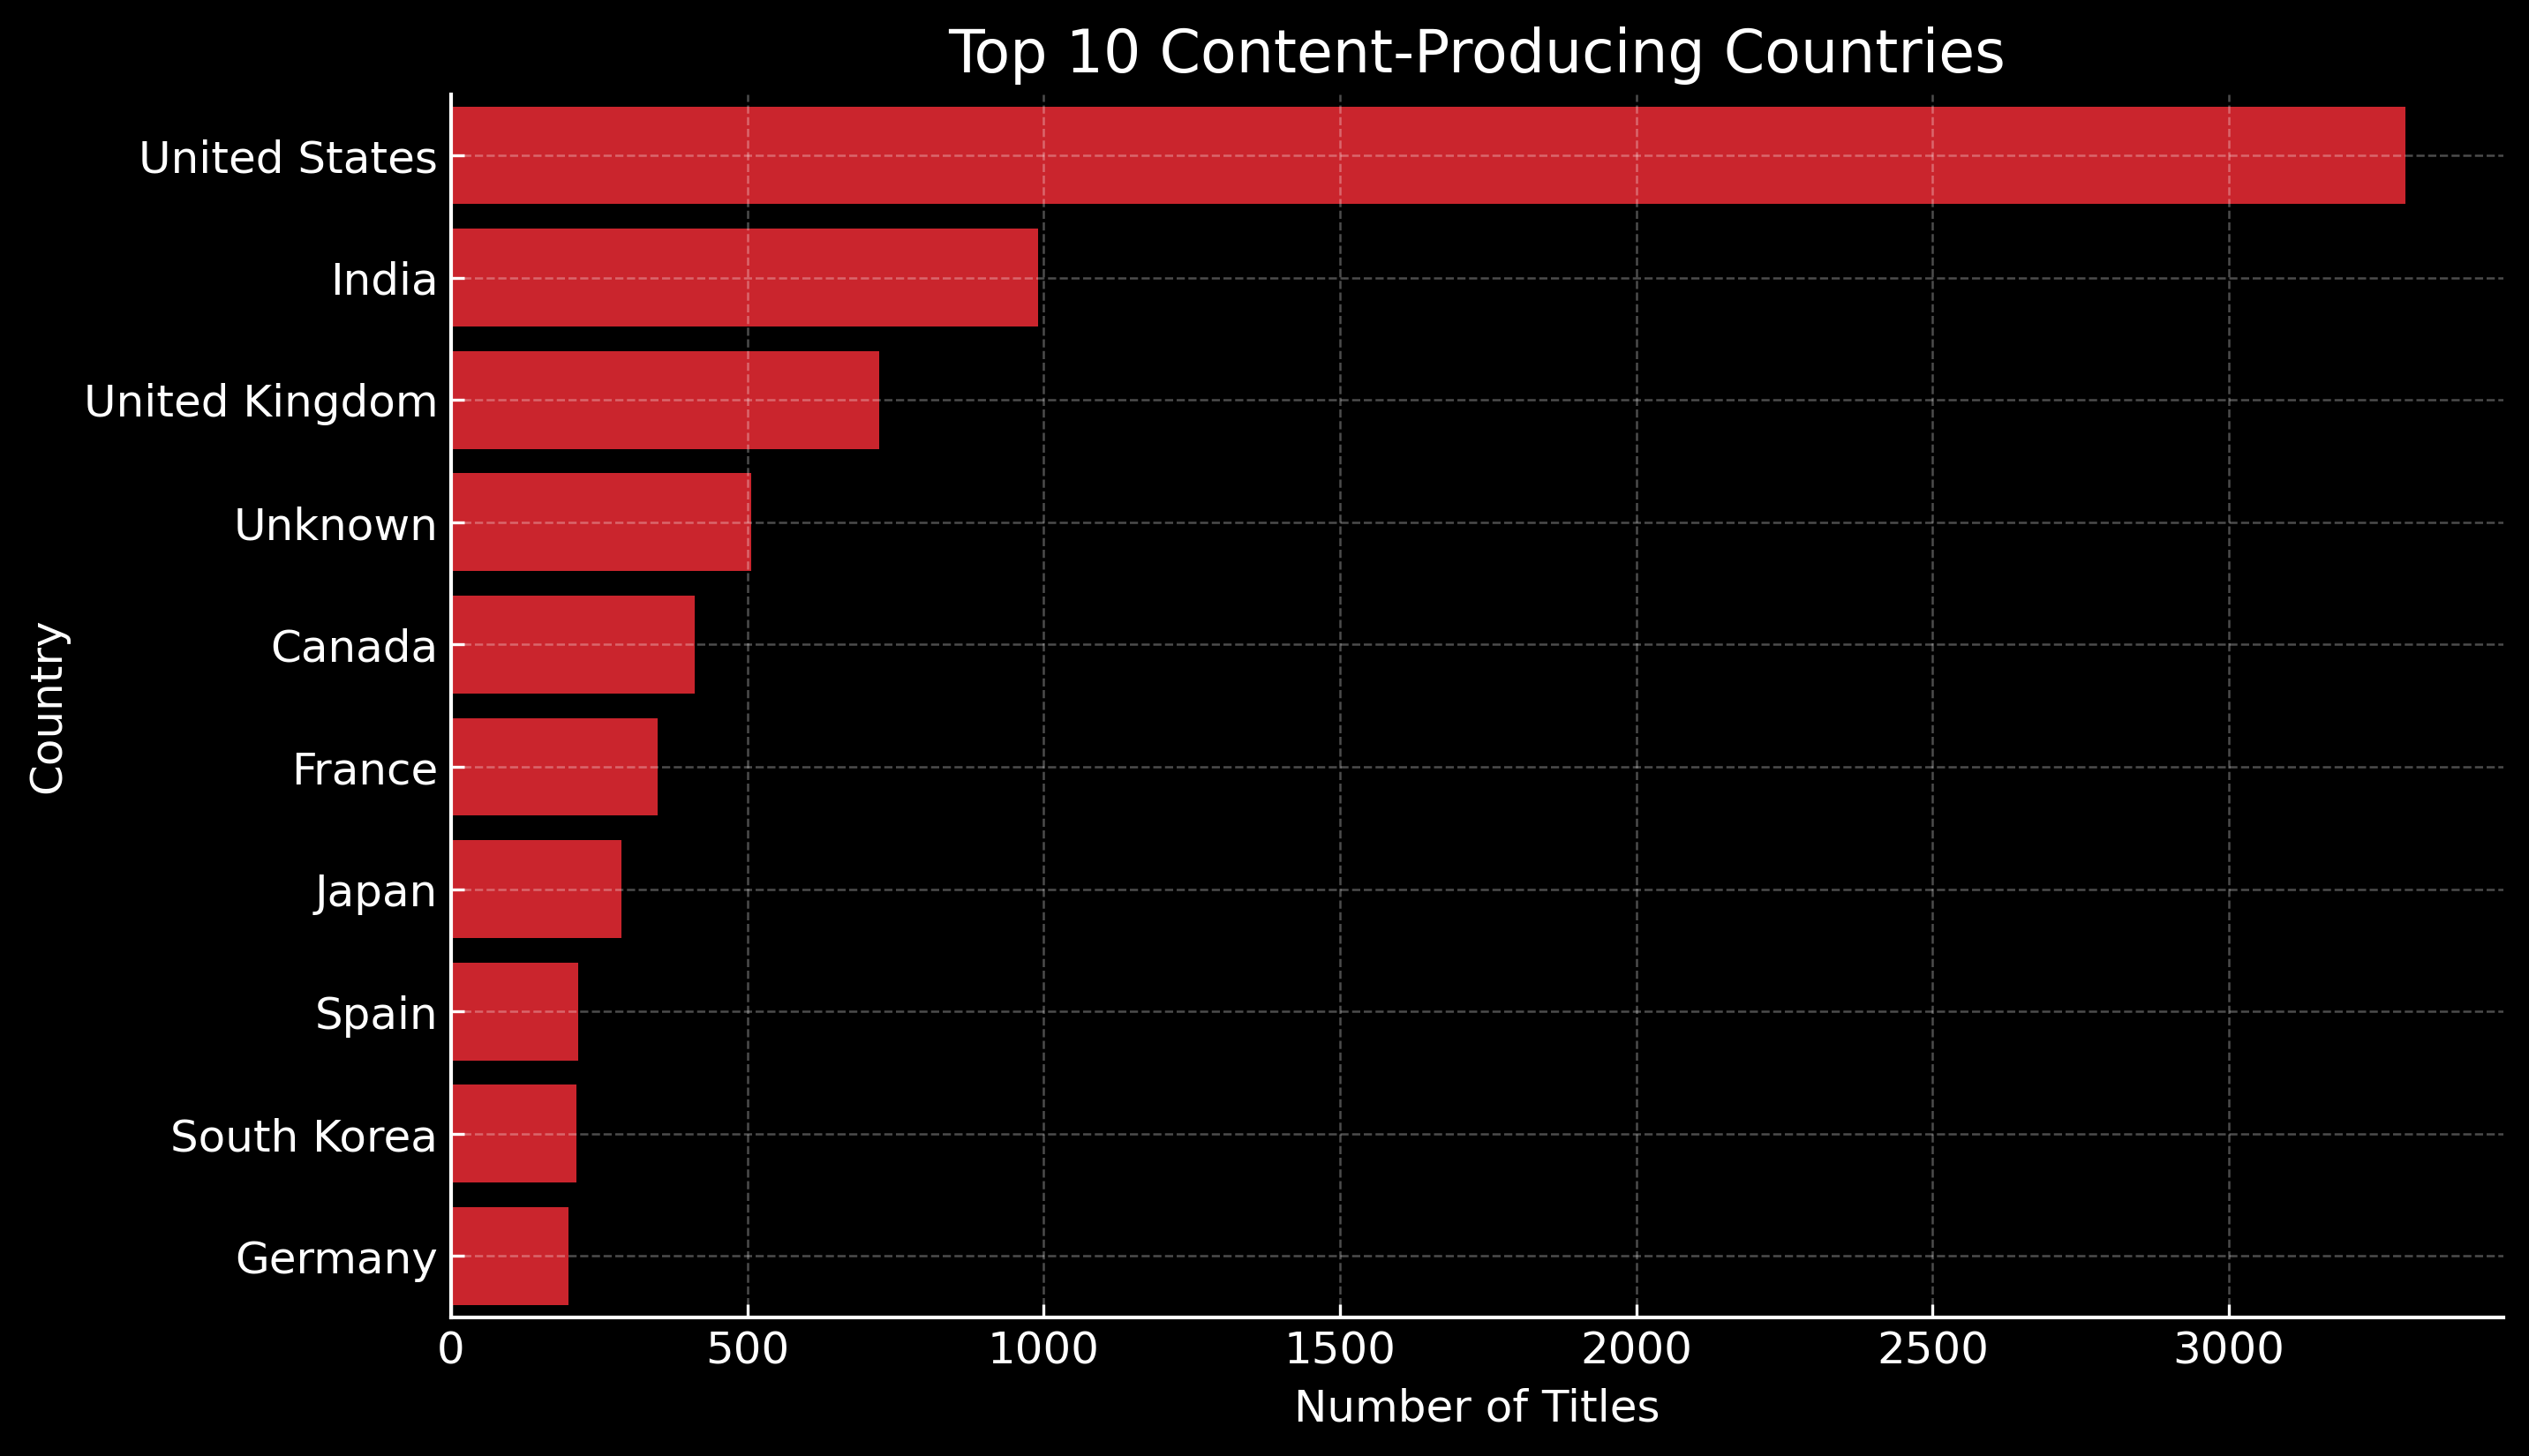 Top 10 Content-Producing Countries
United States
India
United Kingdom
Unknown
Canada
France
Japan
Spain
South Korea
Germany
Country
0 500 1000 1500 2000 2500 3000
Number of Titles